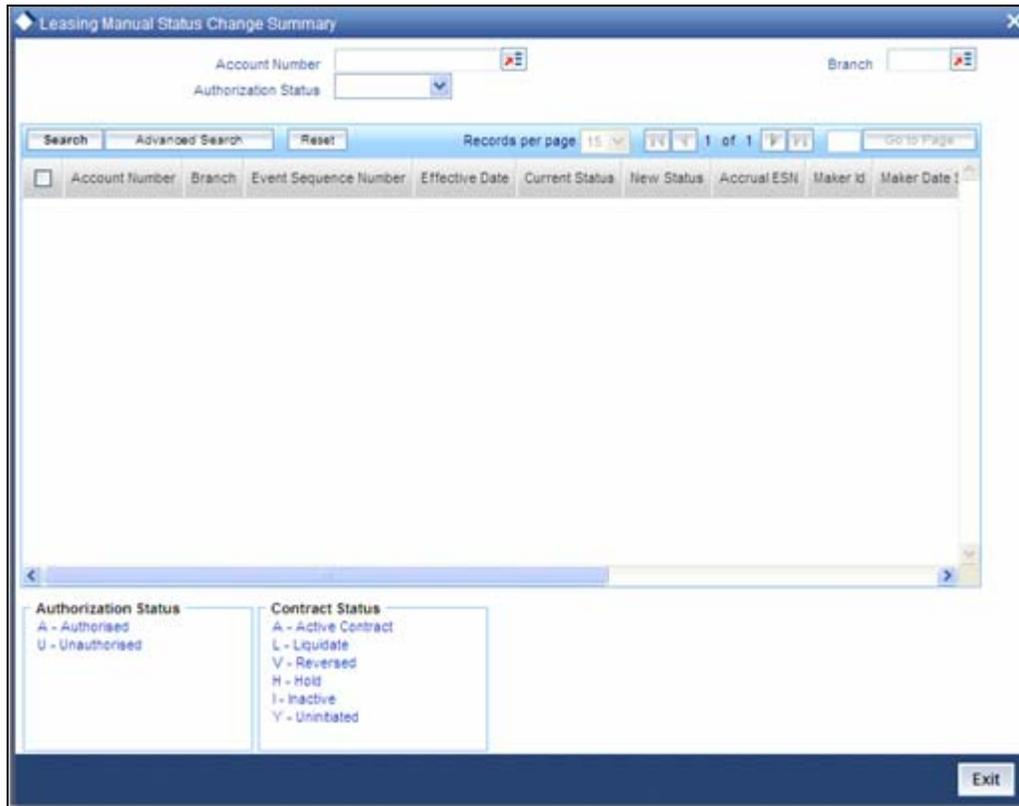 Leasing Manual Status Change Summary
Account Number
Branch
Authorization Status
Search
Advanced Search
Reset
Records per page 15
1 of 1
Go to Page
Account Number Branch Event Sequence Number Effective Date Current Status New Status Accrual ESN Maker Id Maker Date
Authorization Status
A - Authorised
U - Unauthorised
Contract Status
A - Active Contract
L - Liquidate
V - Reversed
H - Hold
I - Inactive
Y - Uninitiated
Exit